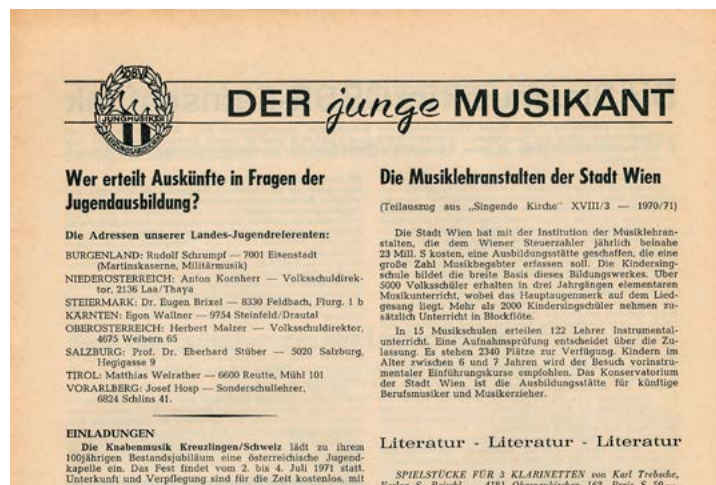 ÖBV
JUNGMUSIKER
LEISTUNGSABZEICHEN
DER junge MUSIKANT
Wer erteilt Auskünfte in Fragen der
Jugendausbildung?
Die Adressen unserer Landes-Jugendreferenten:
BURGENLAND: Rudolf Schrumpf — 7001 Eisenstadt
(Martinskaserne, Militärmusik)
NIEDERÖSTERREICH: Anton Kornherr — Volksschuldirek-
tor, 2136 Laa/Thaya
STEIERMARK: Dr. Eugen Brixel — 8330 Feldbach, Flurg. 1 b
KÄRNTEN: Egon Wallner — 9754 Steinfeld/Drautal
OBERÖSTERREICH: Herbert Malzer — Volksschuldirektor,
4675 Weibern 65
SALZBURG: Prof. Dr. Eberhard Stüber — 5020 Salzburg,
Hegigasse 9
TIROL: Matthias Weirather — 6600 Reutte, Mühl 101
VORARLBERG: Josef Hosp — Sonderschullehrer,
6824 Schlins 41.
EINLADUNGEN
Die Knabenmusik Kreuzlingen/Schweiz lädt zu ihrem
100jährigen Bestandsjubiläum eine österreichische Jugend-
kapelle ein. Das Fest findet vom 2. bis 4. Juli 1971 statt.
Unterkunft und Verpflegung sind für die Zeit kostenlos, mit
Die Musiklehranstalten der Stadt Wien
(Teilauszug aus „Singende Kirche" XVIII/3 — 1970/71)
Die Stadt Wien hat mit der Institution der Musiklehran-
stalten, die dem Wiener Steuerzahler jährlich beinahe
23 Mill. S kosten, eine Ausbildungsstätte geschaffen, die eine
große Zahl Musikbegabter erfassen soll. Die Kindersing-
schule bildet die breite Basis dieses Bildungswerkes. Über
5000 Volksschüler erhalten in drei Jahrgängen elementaren
Musikunterricht, wobei das Hauptaugenmerk auf dem Lied-
gesang liegt. Mehr als 2000 Kindersingschüler nehmen zu-
sätzlich Unterricht in Blockflöte.
In 15 Musikschulen erteilen 122 Lehrer Instrumental-
unterricht. Eine Aufnahmsprüfung entscheidet über die Zu-
lassung. Es stehen 2340 Plätze zur Verfügung. Kindern im
Alter zwischen 6 und 7 Jahren wird der Besuch vorinstru-
mentaler Einführungskurse empfohlen. Das Konservatorium
der Stadt Wien ist die Ausbildungsstätte für künftige
Berufsmusiker und Musikerzieher.
Literatur - Literatur - Literatur
SPIELSTÜCKE FÜR 3 KLARINETTEN von Karl Trebsche,